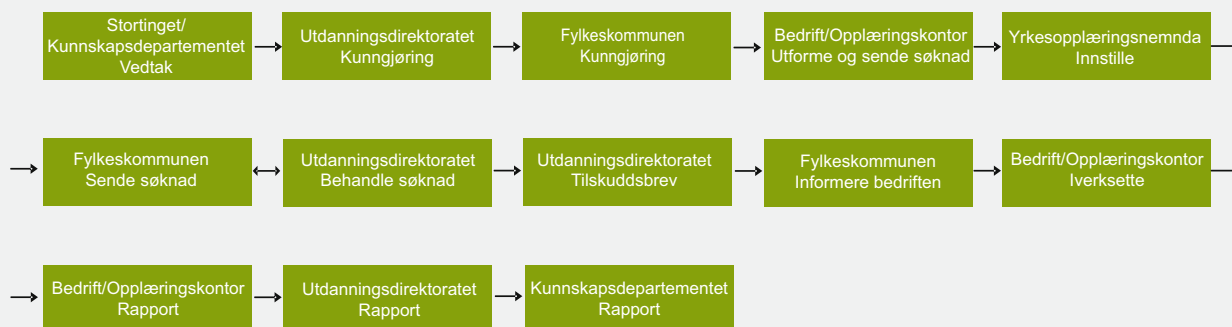 Stortinget/
Kunnskapsdepartementet
Vedtak
Utdanningsdirektoratet
Kunngjøring
Fylkeskommunen
Kunngjøring
Bedrift/Opplæringskontor
Utforme og sende søknad
Yrkesopplæringsnemnda
Innstille
Fylkeskommunen
Sende søknad
Utdanningsdirektoratet
Behandle søknad
Utdanningsdirektoratet
Tilskuddsbrev
Fylkeskommunen
Informere bedriften
Bedrift/Opplæringskontor
Iverksette
Bedrift/Opplæringskontor
Rapport
Utdanningsdirektoratet
Rapport
Kunnskapsdepartementet
Rapport